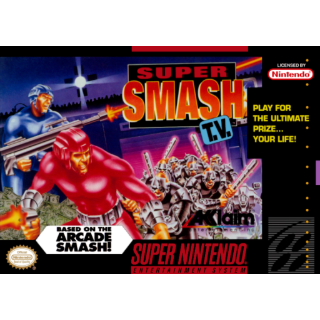 SUPER
SMASH
T.V.
LICENSED BY
Nintendo
PLAY FOR
THE ULTIMATE
PRIZE...
YOUR LIFE!
BASED ON THE
ARCADE
SMASH!
AKlaim
SUPER NINTENDO
ENTERTAINMENT SYSTEM